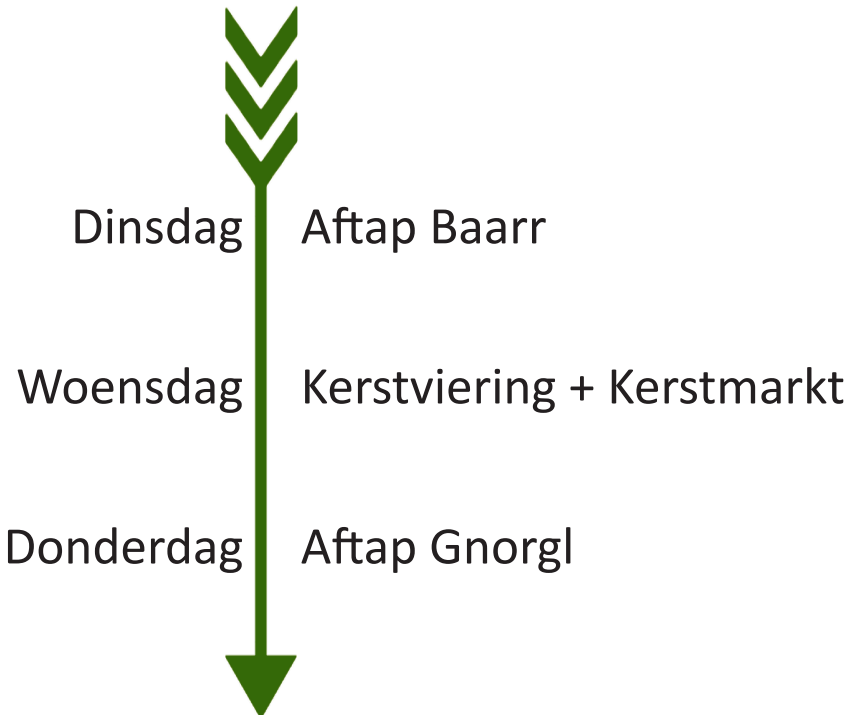 Dinsdag Aftap Baarr
Woensdag Kerstviering + Kerstmarkt
Donderdag Aftap Gnorgl